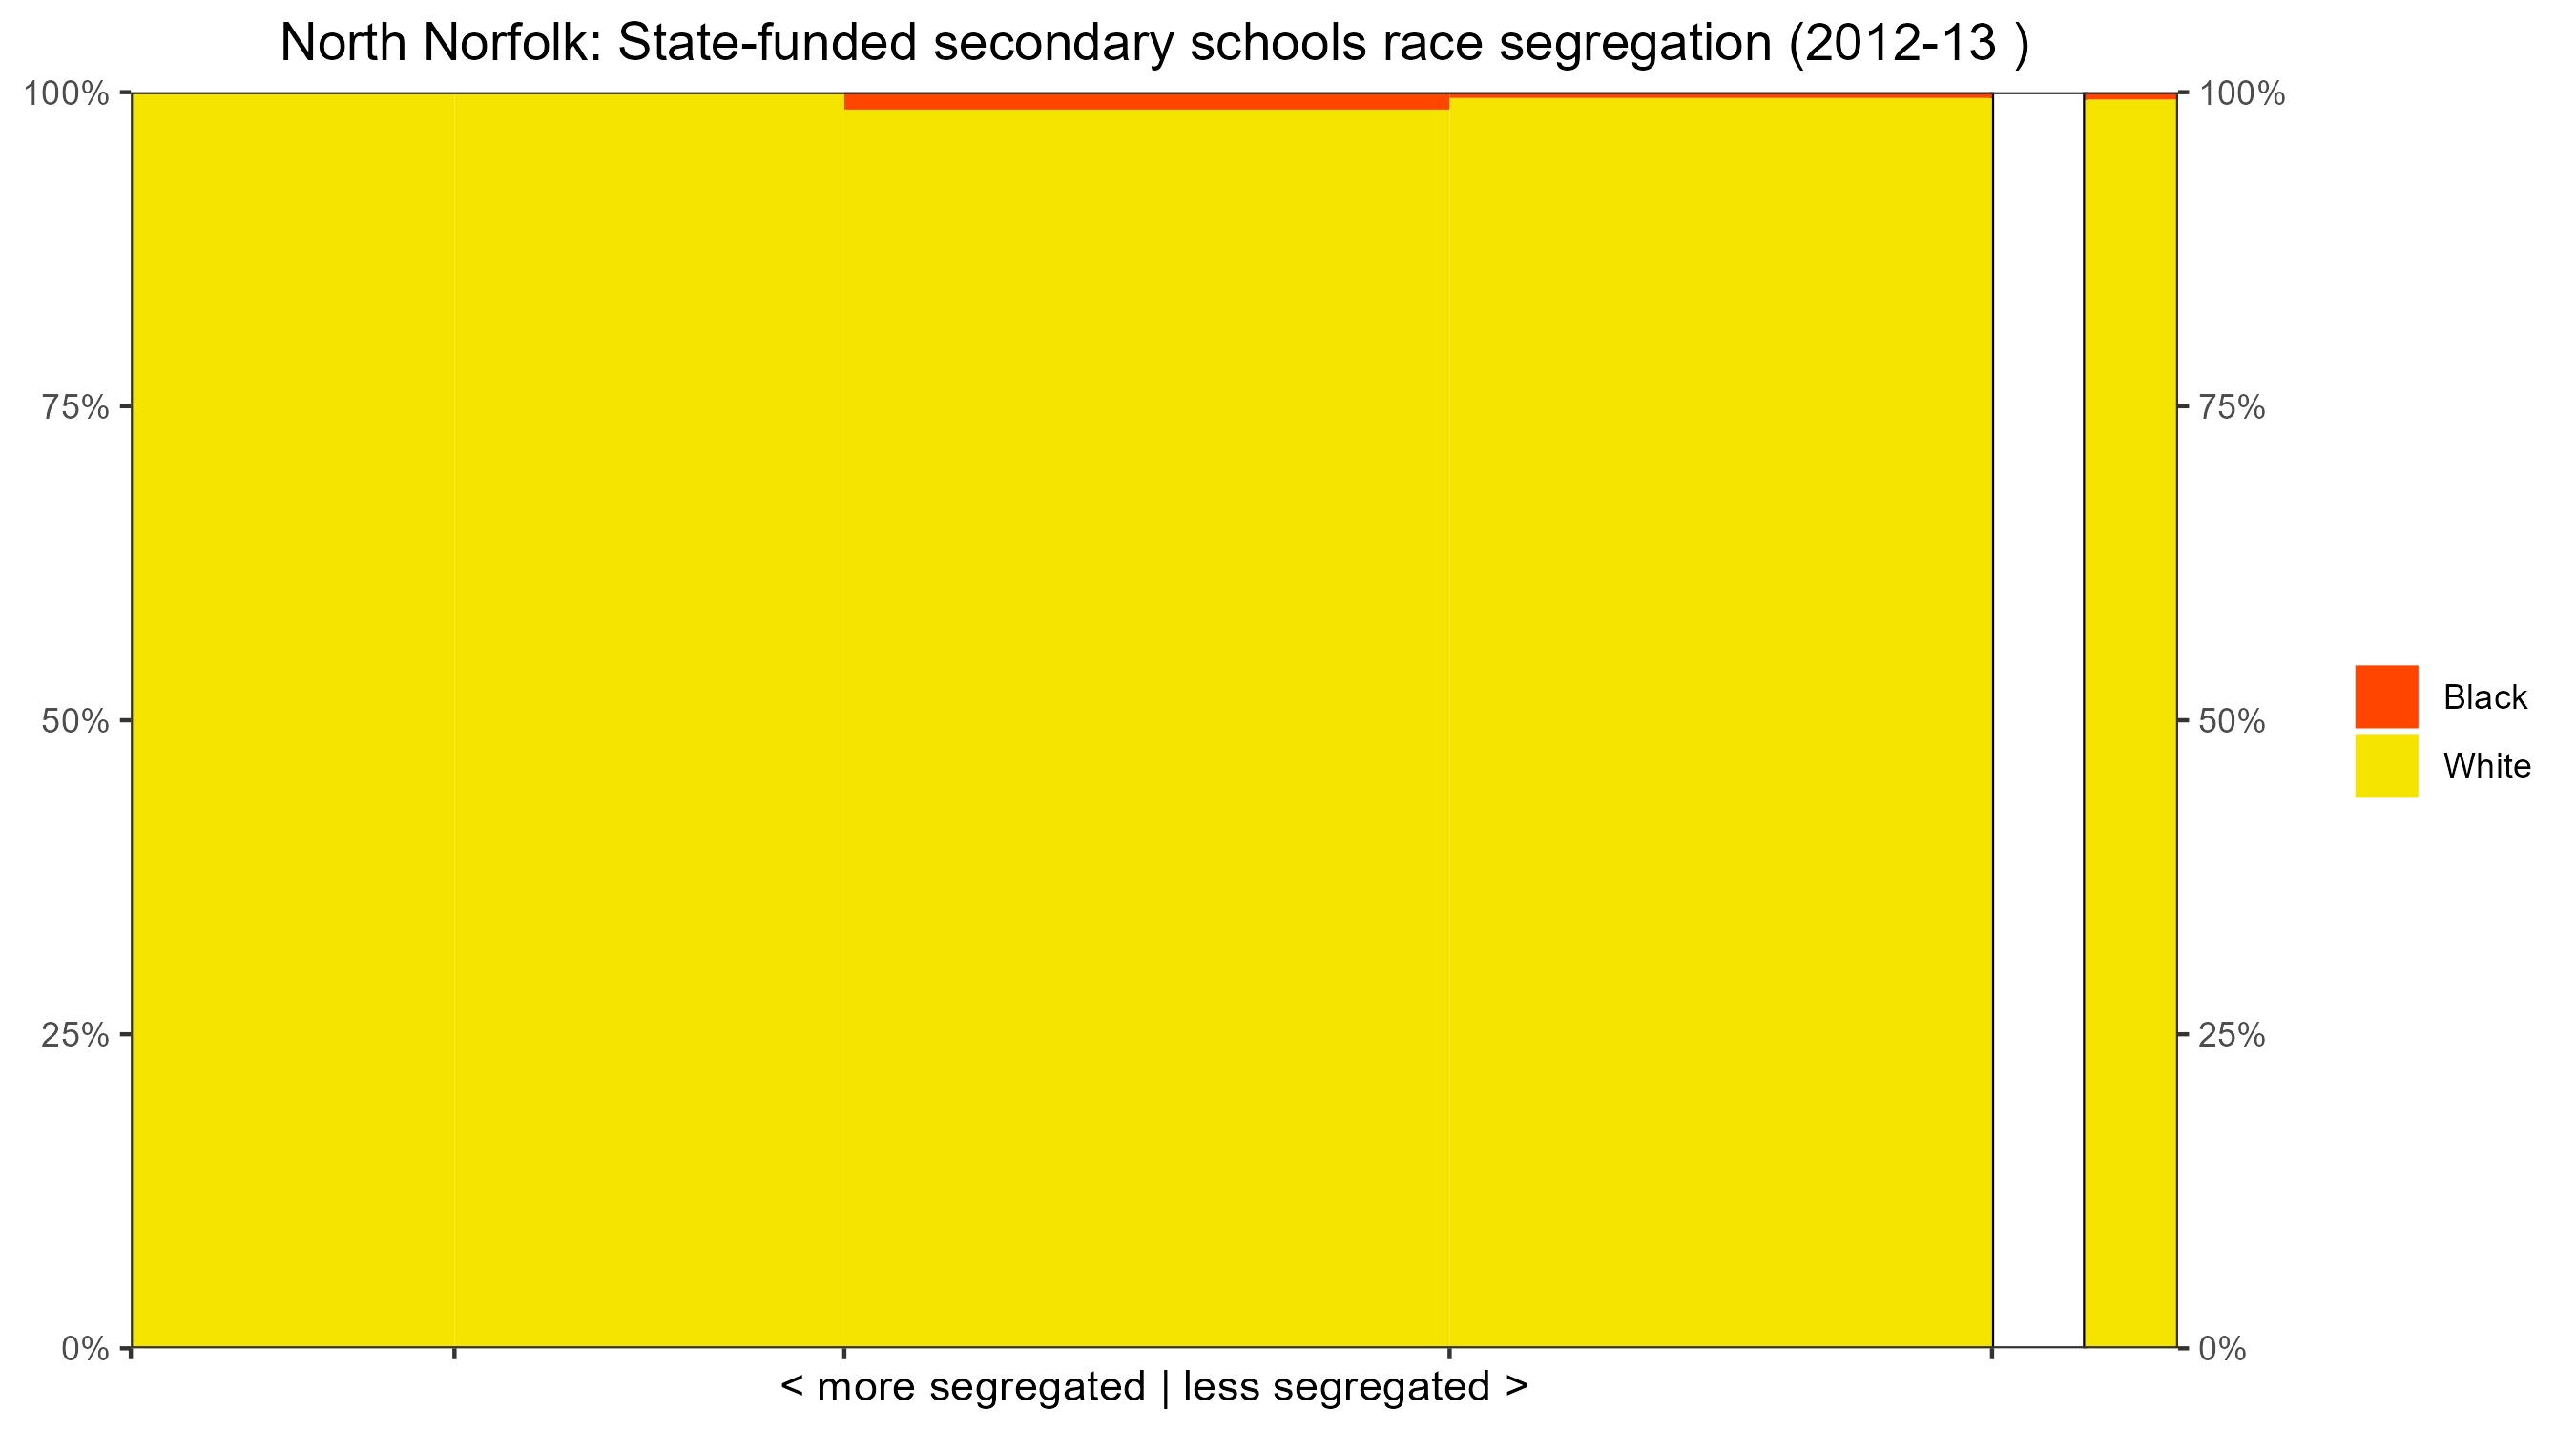 North Norfolk: State-funded secondary schools race segregation (2012-13 )
100%
75%
50%
25%
0%
100%
75%
50%
25%
0%
Black
White
< more segregated | less segregated >